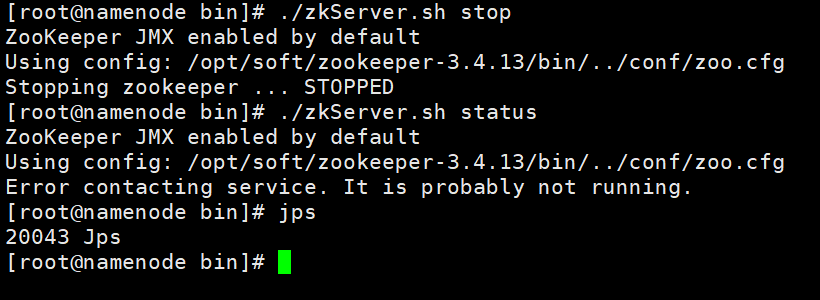 [root@namenode bin]# ./zkServer.sh stop
ZooKeeper JMX enabled by default
Using config: /opt/soft/zookeeper-3.4.13/bin/../conf/zoo.cfg
Stopping zookeeper ... STOPPED
[root@namenode bin]# ./zkServer.sh status
ZooKeeper JMX enabled by default
Using config: /opt/soft/zookeeper-3.4.13/bin/../conf/zoo.cfg
Error contacting service. It is probably not running.
[root@namenode bin]# jps
20043 Jps
[root@namenode bin]#